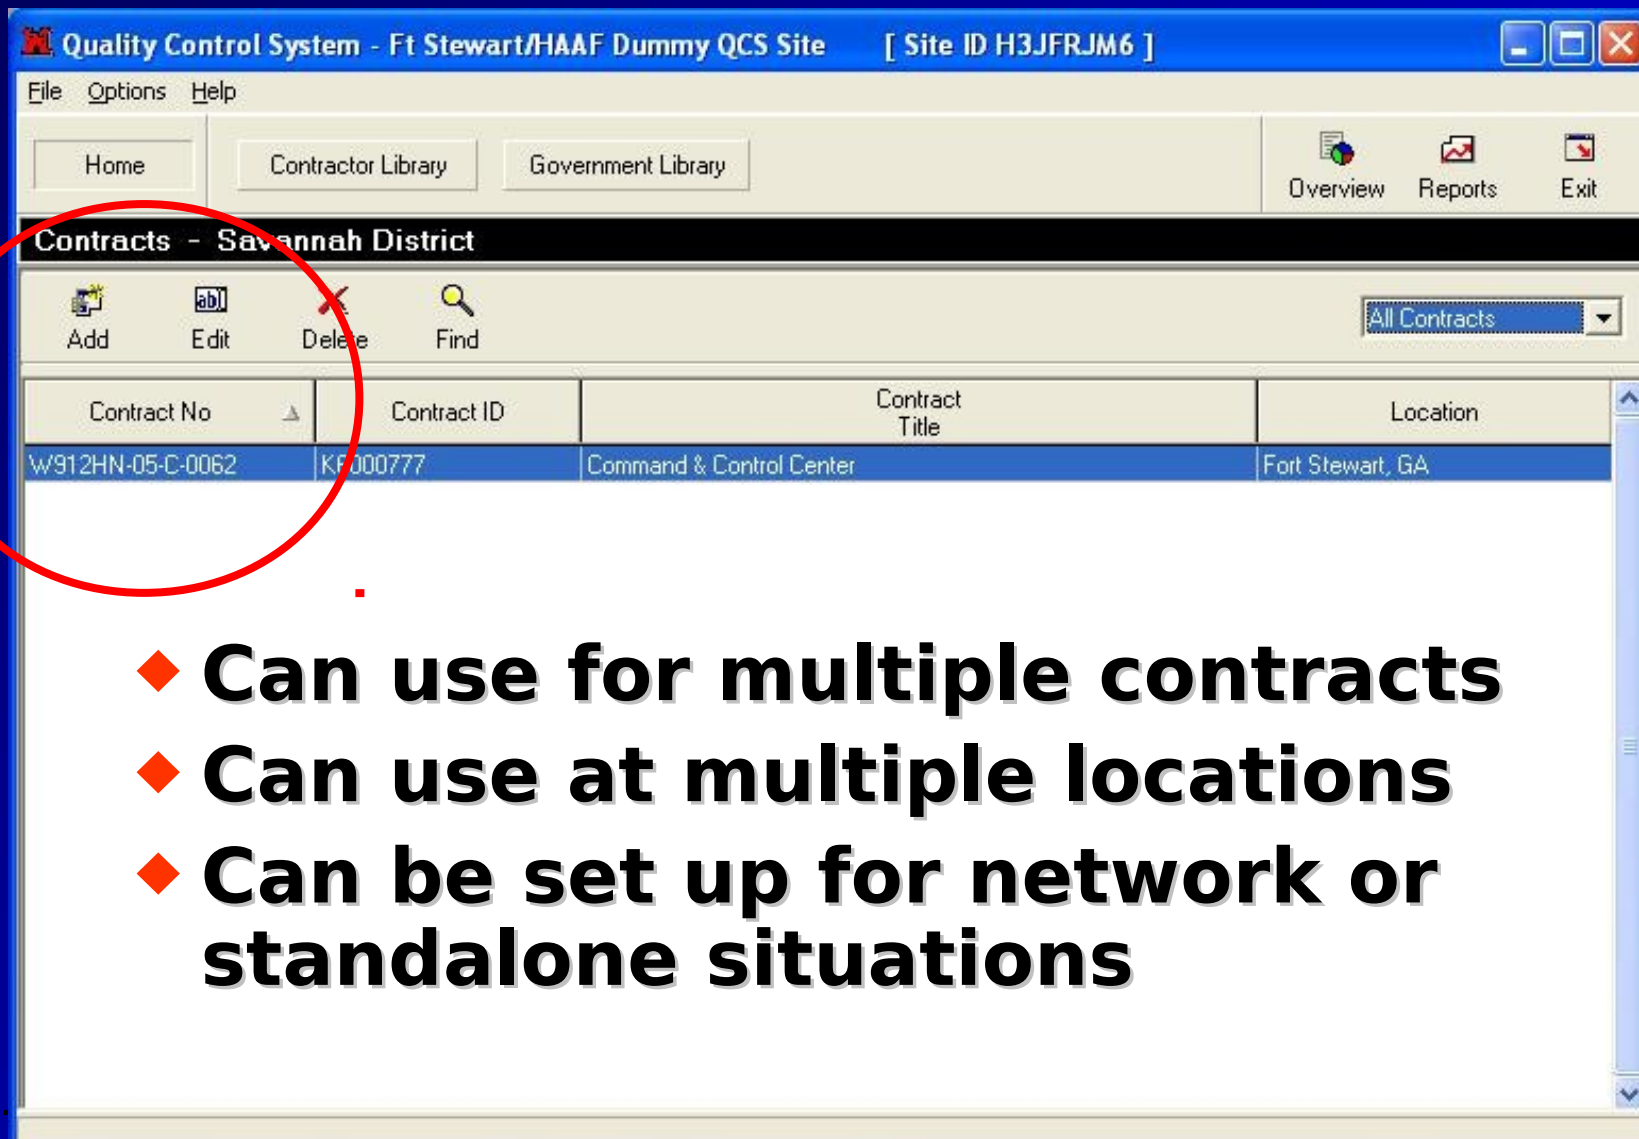 Quality Control System - Ft Stewart/HAAF Dummy QCS Site [ Site ID H3JFRJM6 ]
File Options Help
Home Contractor Library Government Library Overview Reports Exit
Contracts - Savannah District
Add Edit Delete Find All Contracts
Contract No Contract ID Contract Title Location
W912HN-05-C-0062 Command & Control Center Fort Stewart, GA
Can use for multiple contracts
Can use at multiple locations
Can be set up for network or
standalone situations